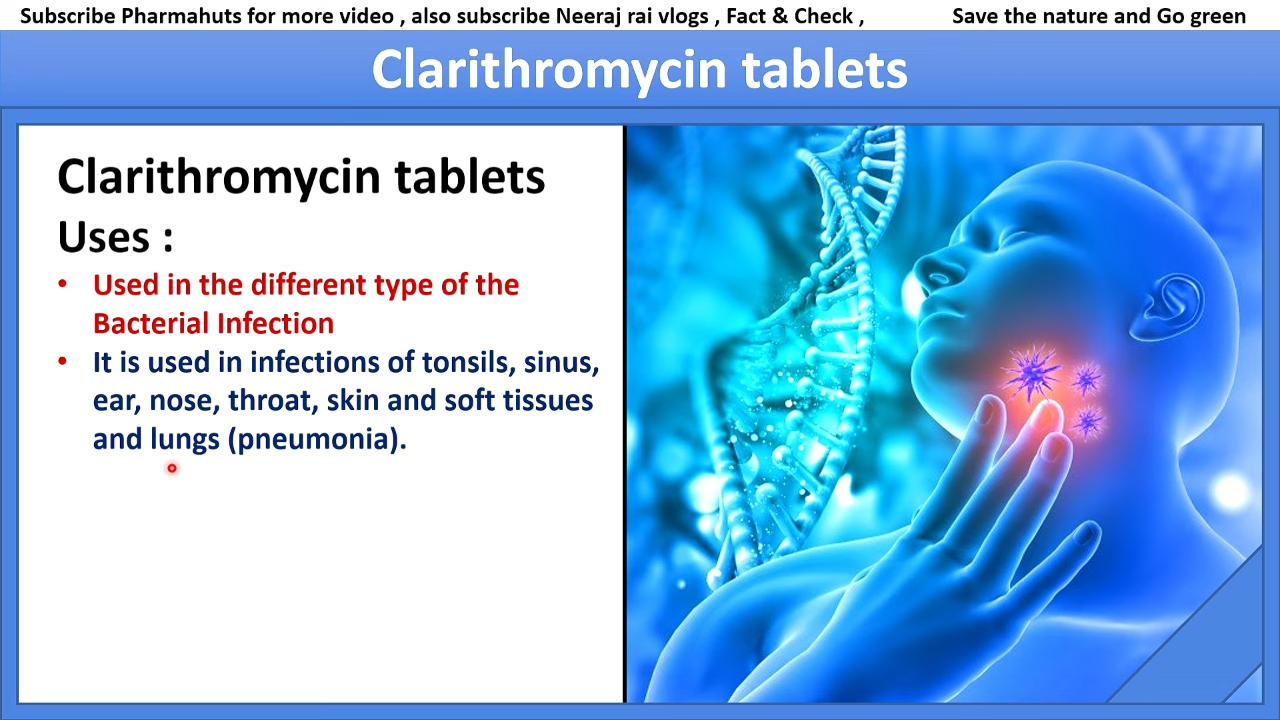 Subscribe Pharmahuts for more video , also subscribe Neeraj rai vlogs , Fact & Check , Save the nature and Go green
Clarithromycin tablets
Clarithromycin tablets
Uses :
• Used in the different type of the
Bacterial Infection
• It is used in infections of tonsils, sinus,
ear, nose, throat, skin and soft tissues
and lungs (pneumonia).